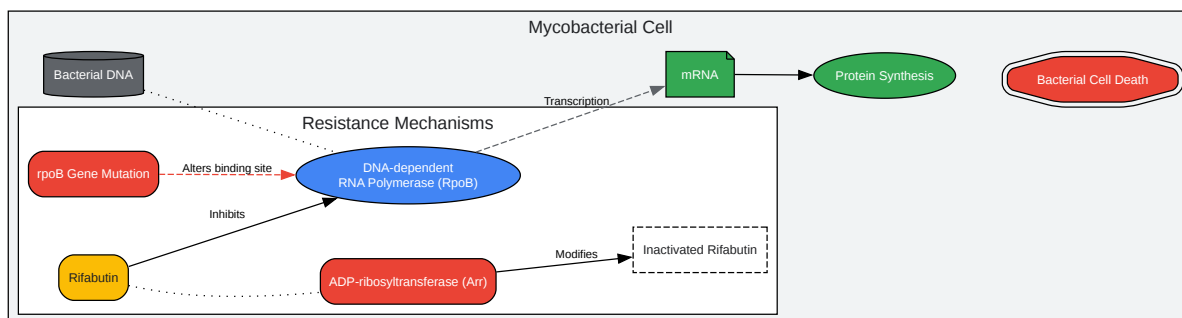 Mycobacterial Cell
Bacterial DNA
mRNA
Protein Synthesis
Bacterial Cell Death
Transcription
Resistance Mechanisms
rpoB Gene Mutation
Alters binding site
DNA-dependent
RNA Polymerase (RpoB)
Inhibits
Rifabutin
ADP-ribosyltransferase (Arr)
Modifies
Inactivated Rifabutin